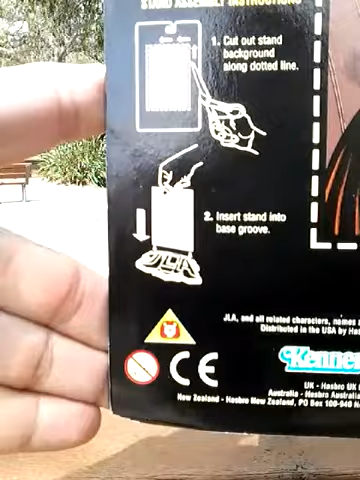 STAND ASSEMBLY INSTRUCTIONS
1. Cut out stand
background
along dotted line.
2. Insert stand into
base groove.
JLA, and all related characters, names
Distributed in the USA by Has
Kenner
CE
UK - Hasbro UK
Australia - Hasbro Australia
New Zealand - Hasbro New Zealand, PO Box 100-940 N